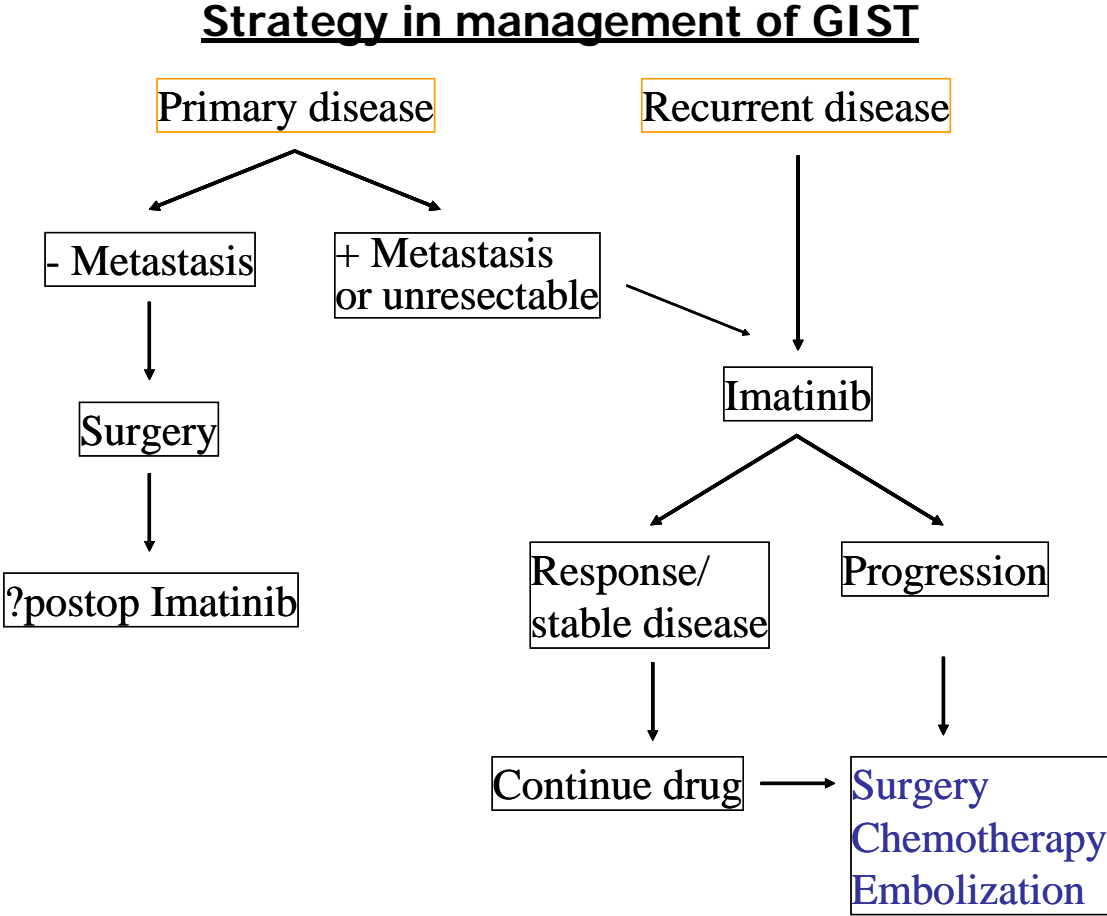 Strategy in management of GIST
Primary disease
Recurrent disease
- Metastasis
+ Metastasis
or unresectable
Imatinib
Surgery
Response/
stable disease
Progression
?postop Imatinib
Continue drug
Surgery
Chemotherapy
Embolization